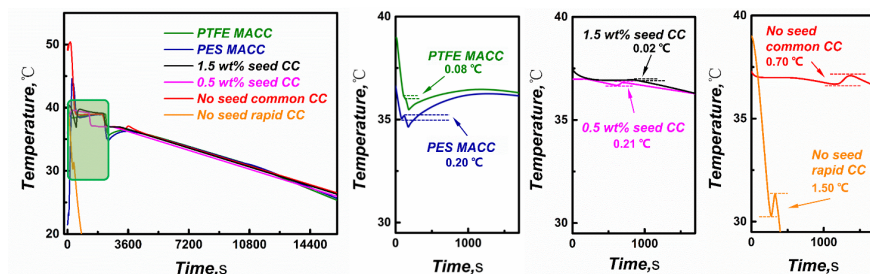 Temperature,℃
50
40
30
20
0
3600
7200
10800
14400
Time,s
PTFE MACC
PES MACC
1.5 wt% seed CC
0.5 wt% seed CC
No seed common CC
No seed rapid CC
Temperature,℃
40
35
30
0
1000
Time,s
PTFE MACC
0.08 ℃
PES MACC
0.20 ℃
Temperature,℃
40
35
30
0
1000
Time,s
1.5 wt% seed CC
0.02 ℃
0.5 wt% seed CC
0.21 ℃
Temperature,℃
40
35
30
0
1000
Time,s
No seed
common CC
0.70 ℃
No seed
rapid CC
1.50 ℃